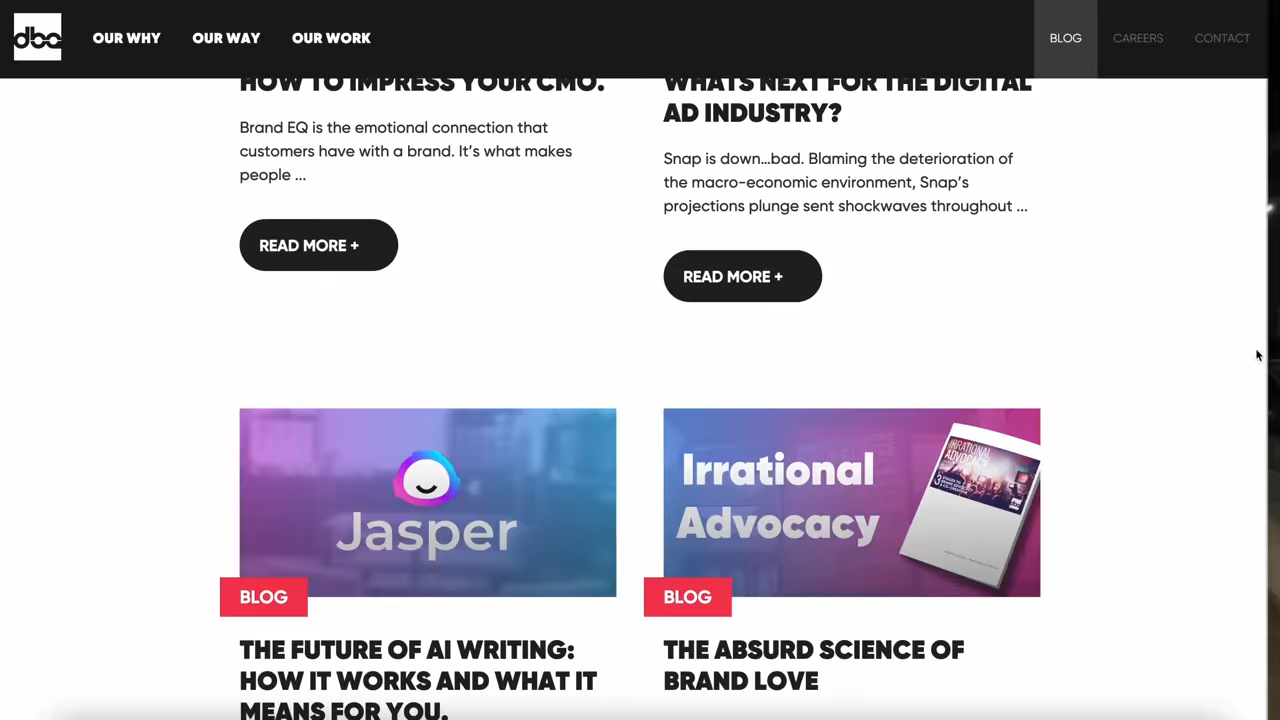 dba
OUR WHY
OUR WAY
OUR WORK
BLOG
CAREERS
CONTACT
HOW TO IMPRESS YOUR CMO.
Brand EQ is the emotional connection that
customers have with a brand. It’s what makes
people ...
READ MORE +
WHATS NEXT FOR THE DIGITAL
AD INDUSTRY?
Snap is down…bad. Blaming the deterioration of
the macro-economic environment, Snap’s
projections plunge sent shockwaves throughout ...
READ MORE +
Jasper
BLOG
THE FUTURE OF AI WRITING:
HOW IT WORKS AND WHAT IT
MEANS FOR YOU.
Irrational
Advocacy
IRRATIONAL
ADVOCACY
BLOG
THE ABSURD SCIENCE OF
BRAND LOVE